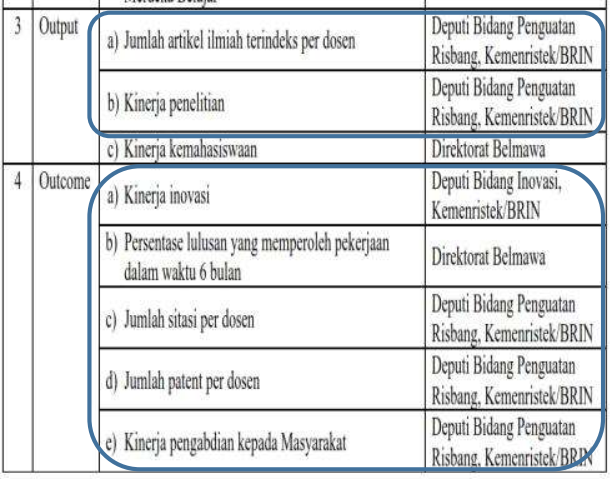 Merdeka Belajar
3 Output
a) Jumlah artikel ilmiah terindeks per dosen
Deputi Bidang Penguatan
Risbang, Kemenristek/BRIN
b) Kinerja penelitian
Deputi Bidang Penguatan
Risbang, Kemenristek/BRIN
c) Kinerja kemahasiswaan
Direktorat Belmawa
4 Outcome
a) Kinerja inovasi
Deputi Bidang Inovasi,
Kemenristek/BRIN
b) Persentase lulusan yang memperoleh pekerjaan
dalam waktu 6 bulan
Direktorat Belmawa
c) Jumlah sitasi per dosen
Deputi Bidang Penguatan
Risbang, Kemenristek/BRIN
d) Jumlah patent per dosen
Deputi Bidang Penguatan
Risbang, Kemenristek/BRIN
e) Kinerja pengabdian kepada Masyarakat
Deputi Bidang Penguatan
Risbang, Kemenristek/BRIN